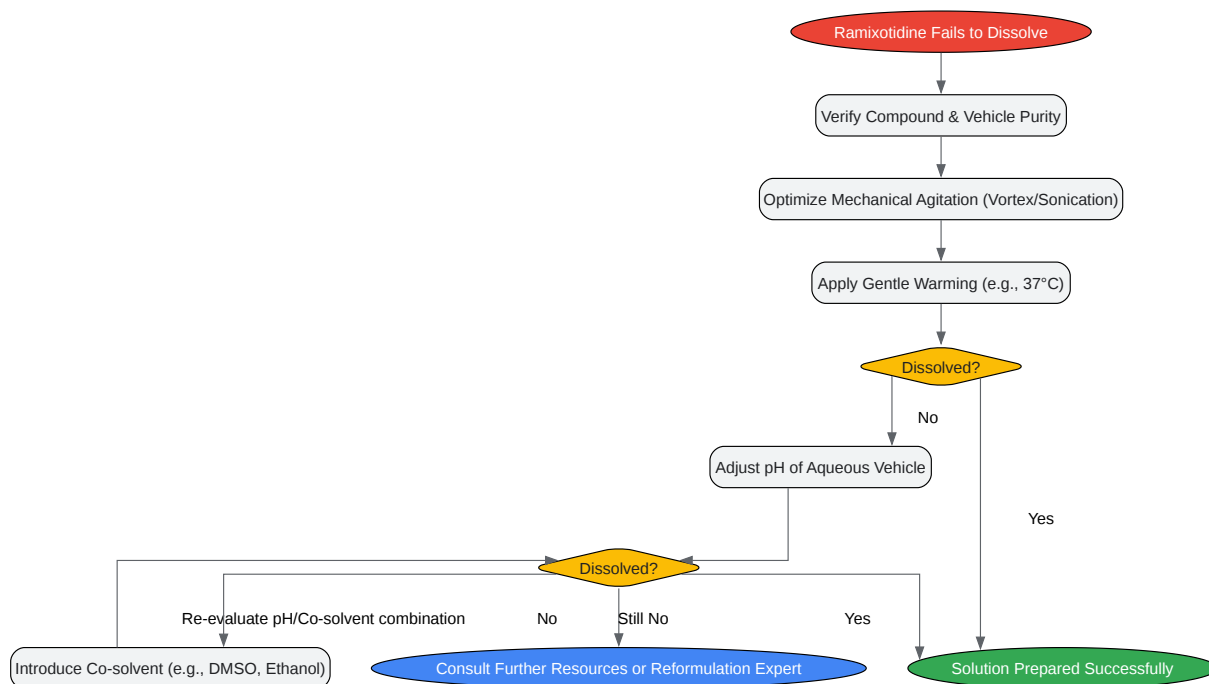 Ramixotidine Fails to Dissolve
Verify Compound & Vehicle Purity
Optimize Mechanical Agitation (Vortex/Sonication)
Apply Gentle Warming (e.g., 37°C)
Dissolved?
No
Adjust pH of Aqueous Vehicle
Yes
Dissolved?
Re-evaluate pH/Co-solvent combination
No
Still No
Yes
Introduce Co-solvent (e.g., DMSO, Ethanol)
Consult Further Resources or Reformulation Expert
Solution Prepared Successfully